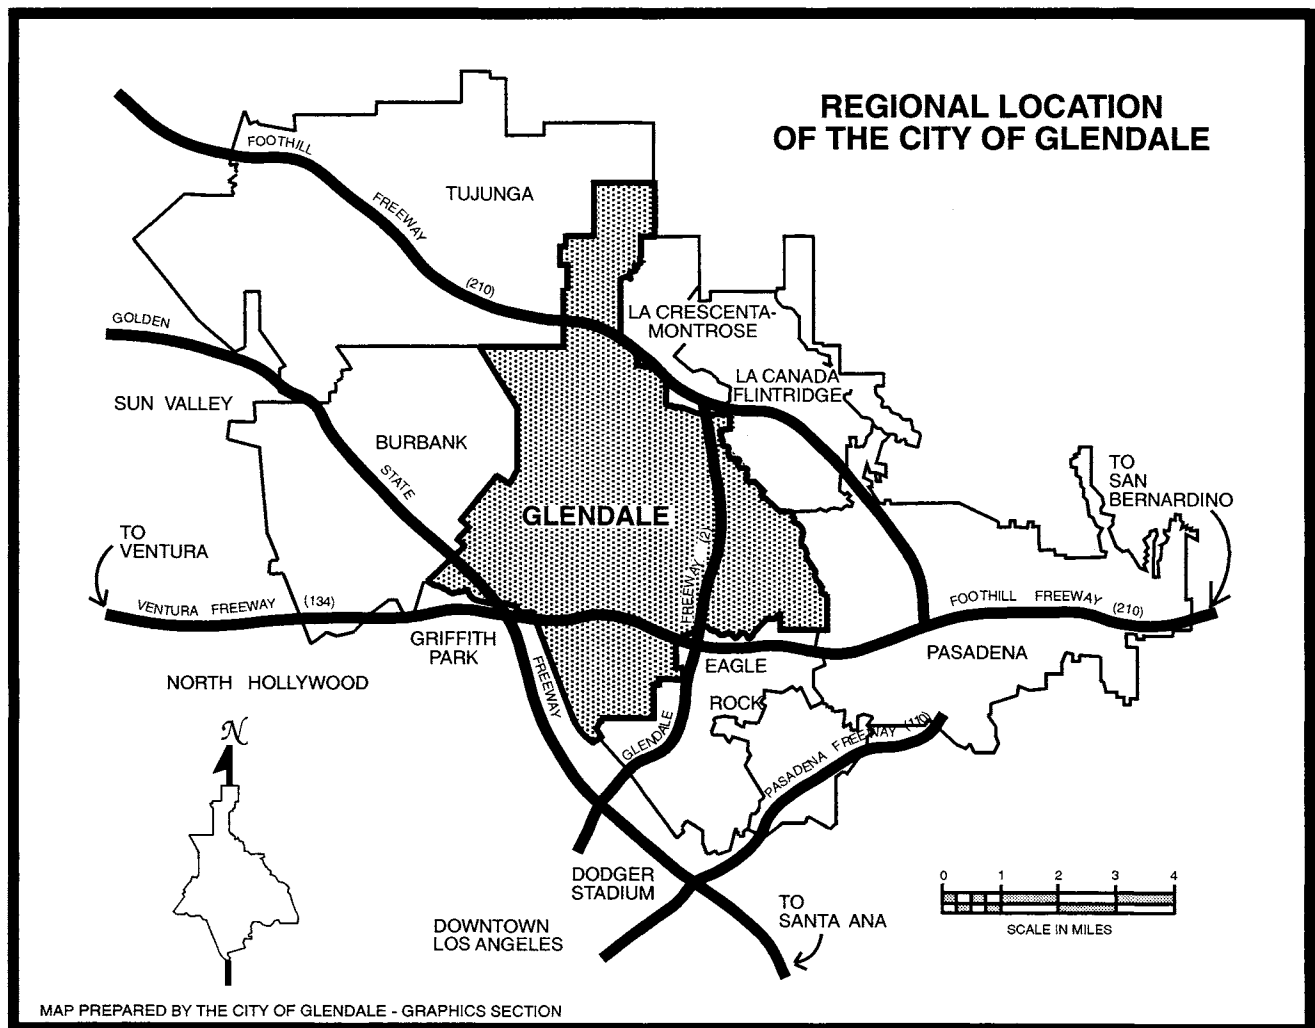 REGIONAL LOCATION
OF THE CITY OF GLENDALE
FOOTHILL
FREEWAY
(210)
TUJUNGA
GOLDEN
STATE
FREEWAY
LA CRESCENTA-
MONTROSE
LA CANADA
FLINTRIDGE
SUN VALLEY
BURBANK
GLENDALE
TO
SAN
BERNARDINO
TO
VENTURA
VENTURA FREEWAY (134)
FREEWAY (2)
GLENDALE
FOOTHILL FREEWAY (210)
GRIFFITH
PARK
EAGLE
ROCK
PASADENA
NORTH HOLLYWOOD
PASADENA FREEWAY (110)
N
DODGER
STADIUM
DOWNTOWN
LOS ANGELES
TO
SANTA ANA
0 1 2 3 4
SCALE IN MILES
MAP PREPARED BY THE CITY OF GLENDALE - GRAPHICS SECTION